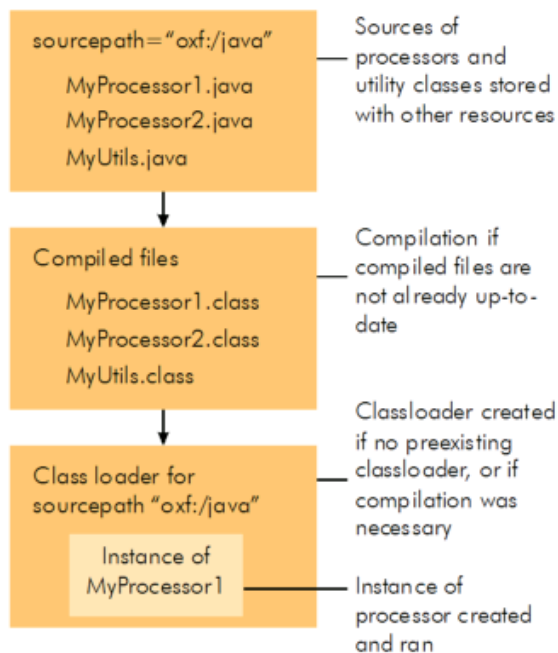 sourcepath=“oxf:/java”
MyProcessor1.java
MyProcessor2.java
MyUtils.java
Sources of
processors and
utility classes stored
with other resources
Compiled files
MyProcessor1.class
MyProcessor2.class
MyUtils.class
Compilation if
compiled files are
not already up-to-
date
Class loader for
sourcepath “oxf:/java”
Classloader created
if no preexisting
classloader, or if
compilation was
necessary
Instance of
MyProcessor1
Instance of
processor created
and ran